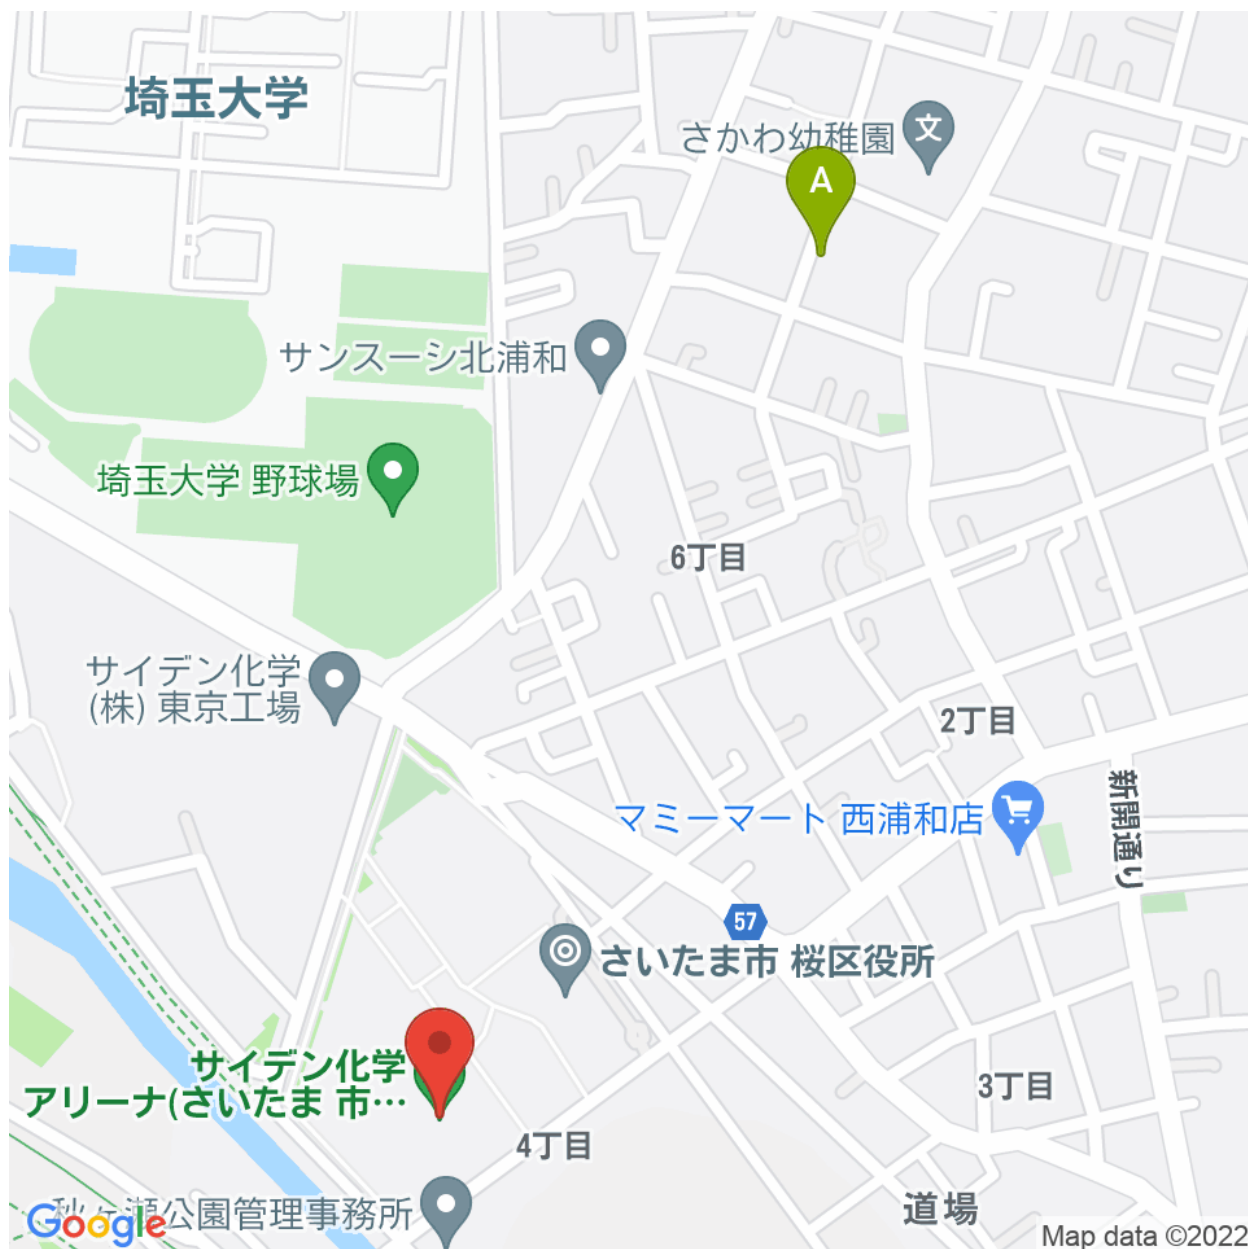 埼玉大学
さかわ幼稚園
文
A
サンスーシ北浦和
埼玉大学 野球場
6丁目
サイデン化学
(株) 東京工場
2丁目
新開通り
マミーマート 西浦和店
57
さいたま市 桜区役所
サイデン化学
アリーナ(さいたま 市…
3丁目
4丁目
秋ヶ瀬公園管理事務所
道場
Google
Map data ©2022